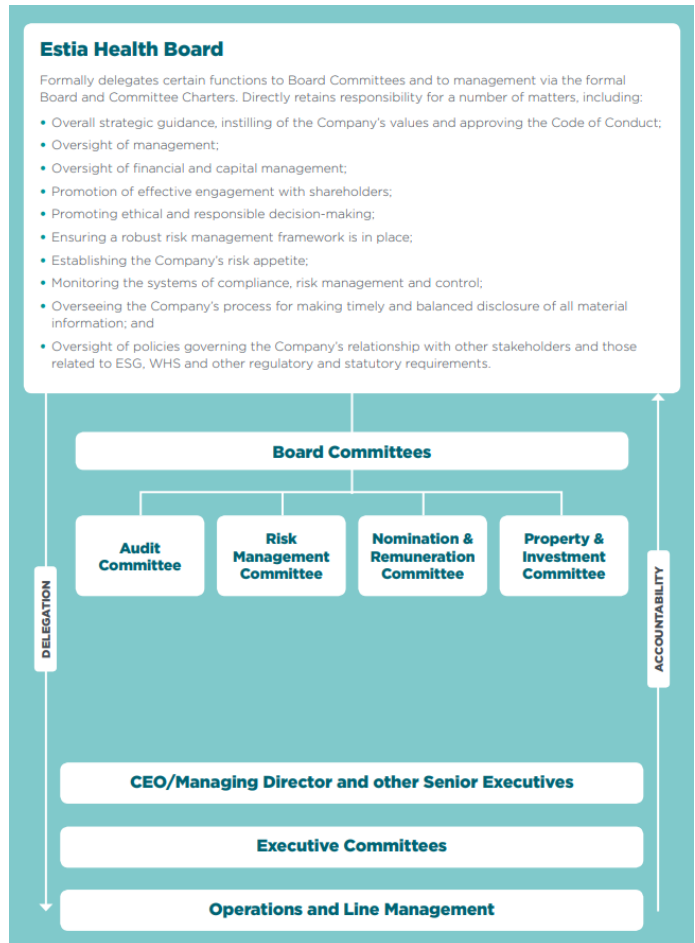 Estia Health Board
Formally delegates certain functions to Board Committees and to management via the formal
Board and Committee Charters. Directly retains responsibility for a number of matters, including:
• Overall strategic guidance, instilling of the Company's values and approving the Code of Conduct;
• Oversight of management;
• Oversight of financial and capital management;
• Promotion of effective engagement with shareholders;
• Promoting ethical and responsible decision-making;
• Ensuring a robust risk management framework is in place;
• Establishing the Company's risk appetite;
• Monitoring the systems of compliance, risk management and control;
• Overseeing the Company's process for making timely and balanced disclosure of all material
information; and
• Oversight of policies governing the Company's relationship with other stakeholders and those
related to ESG, WHS and other regulatory and statutory requirements.
Board Committees
Audit
Committee
Risk
Management
Committee
Nomination &
Remuneration
Committee
Property &
Investment
Committee
DELEGATION
ACCOUNTABILITY
CEO/Managing Director and other Senior Executives
Executive Committees
Operations and Line Management